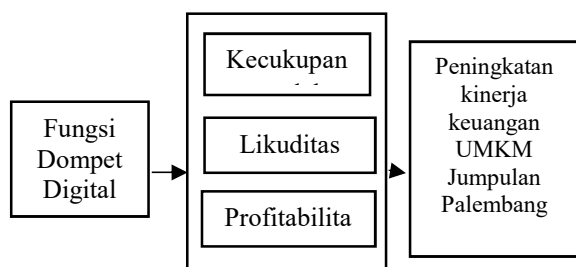 Fungsi
Dompet
Digital
Kecukupan
Likuditas
Profitabilita
Peningkatan
kinerja
keuangan
UMKM
Jumpulan
Palembang